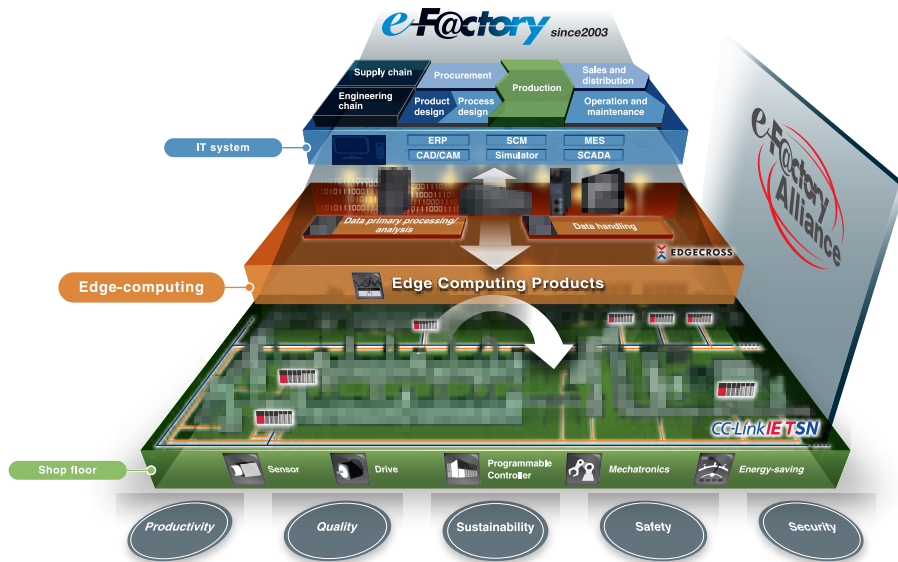 e-F@ctory since2003
Supply chain
Procurement
Production
Sales and
distribution
Engineering
chain
Product
design
Process
design
Operation and
maintenance
IT system
ERP
SCM
MES
CAD/CAM
Simulator
SCADA
e-F@ctory
Alliance
Data primary processing/
analysis
Data handling
EDGECROSS
Edge-computing
Edge Computing Products
CC-Link IE TSN
Shop floor
Sensor
Drive
Programmable
Controller
Mechatronics
Energy-saving
Productivity
Quality
Sustainability
Safety
Security